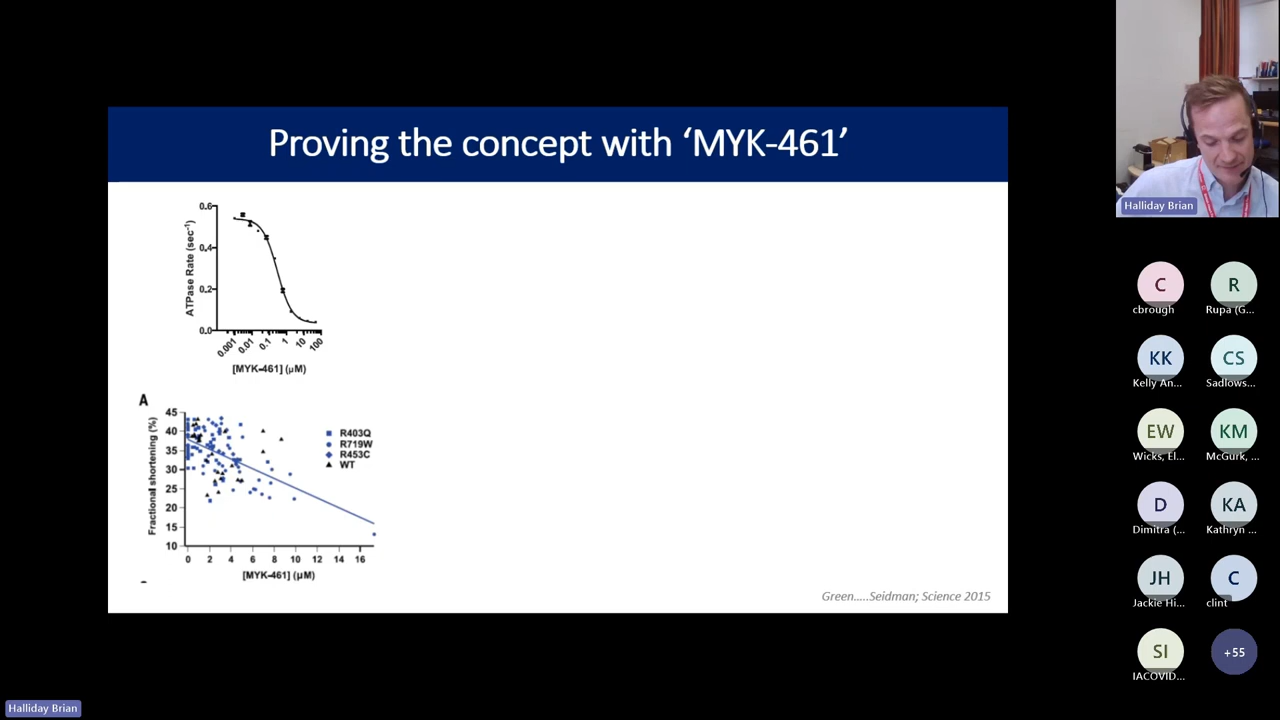 Proving the concept with ‘MYK-461’
ATPase Rate (sec-1)
0.6
0.4
0.2
0.0
0.001 0.01 0.1 1 10 100
[MYK-461] (µM)
A
Fractional shortening (%)
45
40
35
30
25
20
15
10
R403Q
R719W
R453C
WT
0 2 4 6 8 10 12 14 16
[MYK-461] (µM)
Green.....Seidman; Science 2015
Halliday Brian
C R
cbrough Rupa (G...
KK CS
Kelly An... Sadlows...
EW KM
Wicks, El... McGurk, ...
D KA
Dimitra (... Kathryn ...
JH C
Jackie Hi... clint
SI +55
IACOVID...
Halliday Brian